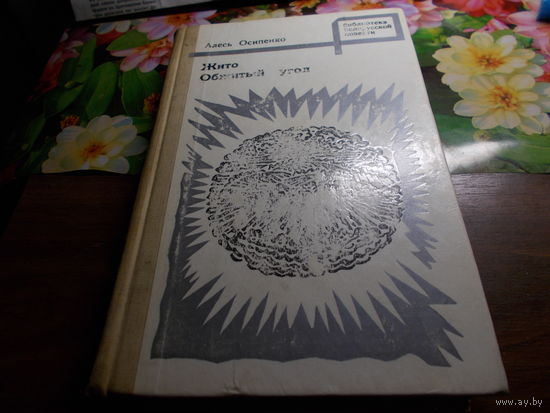 Алесь Осипенко
библиотека
белорусской
повести
Жито
Обжитый угол
www.ay.by